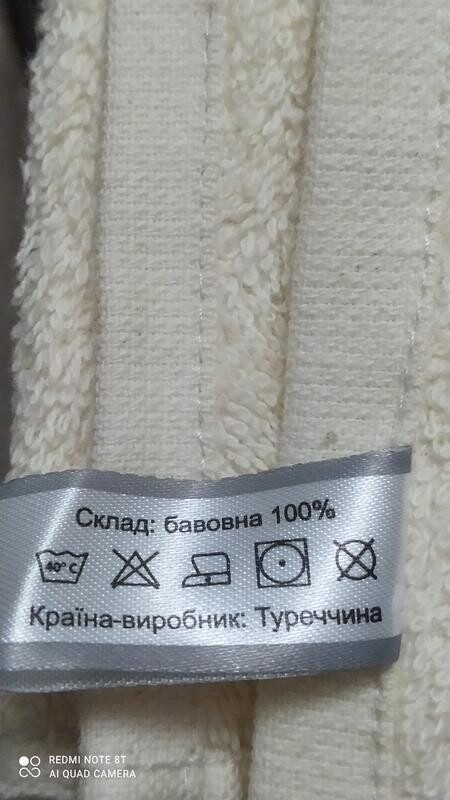 Склад: бавовна 100%
40° C
Країна-виробник: Туреччина
REDMI NOTE 8T
AI QUAD CAMERA